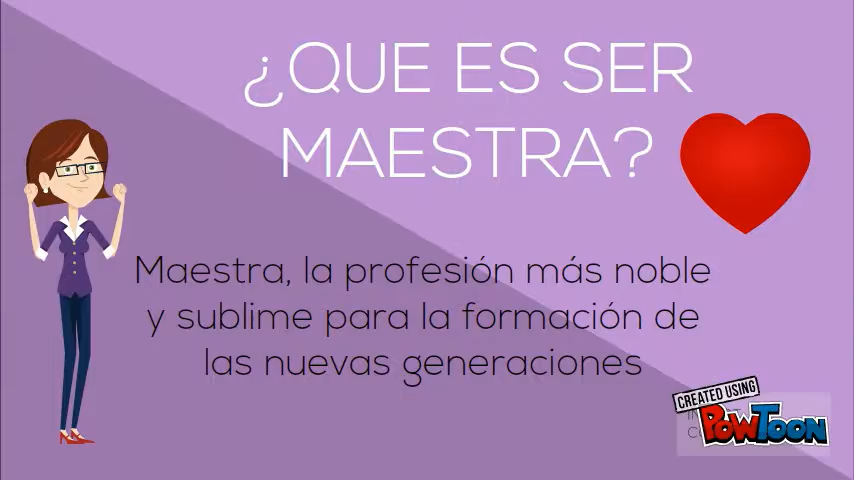 ¿QUE ES SER
MAESTRA?
Maestra, la profesión más noble
y sublime para la formación de
las nuevas generaciones
CREATED USING
POWTOON